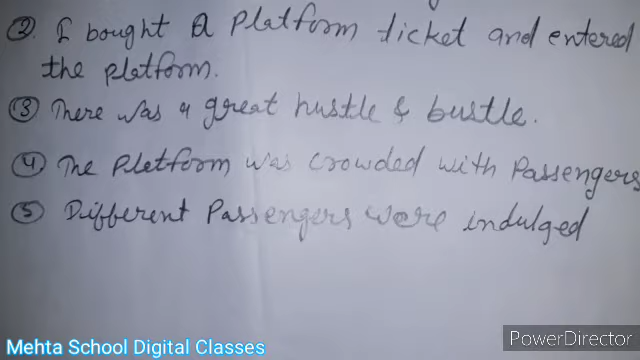 ② I bought A Platform ticket and entered
the platform.
③ There was a great hustle & bustle.
④ The Platform was crowded with Passengers
⑤ Different Passengers were indulged
PowerDirector
Mehta School Digital Classes